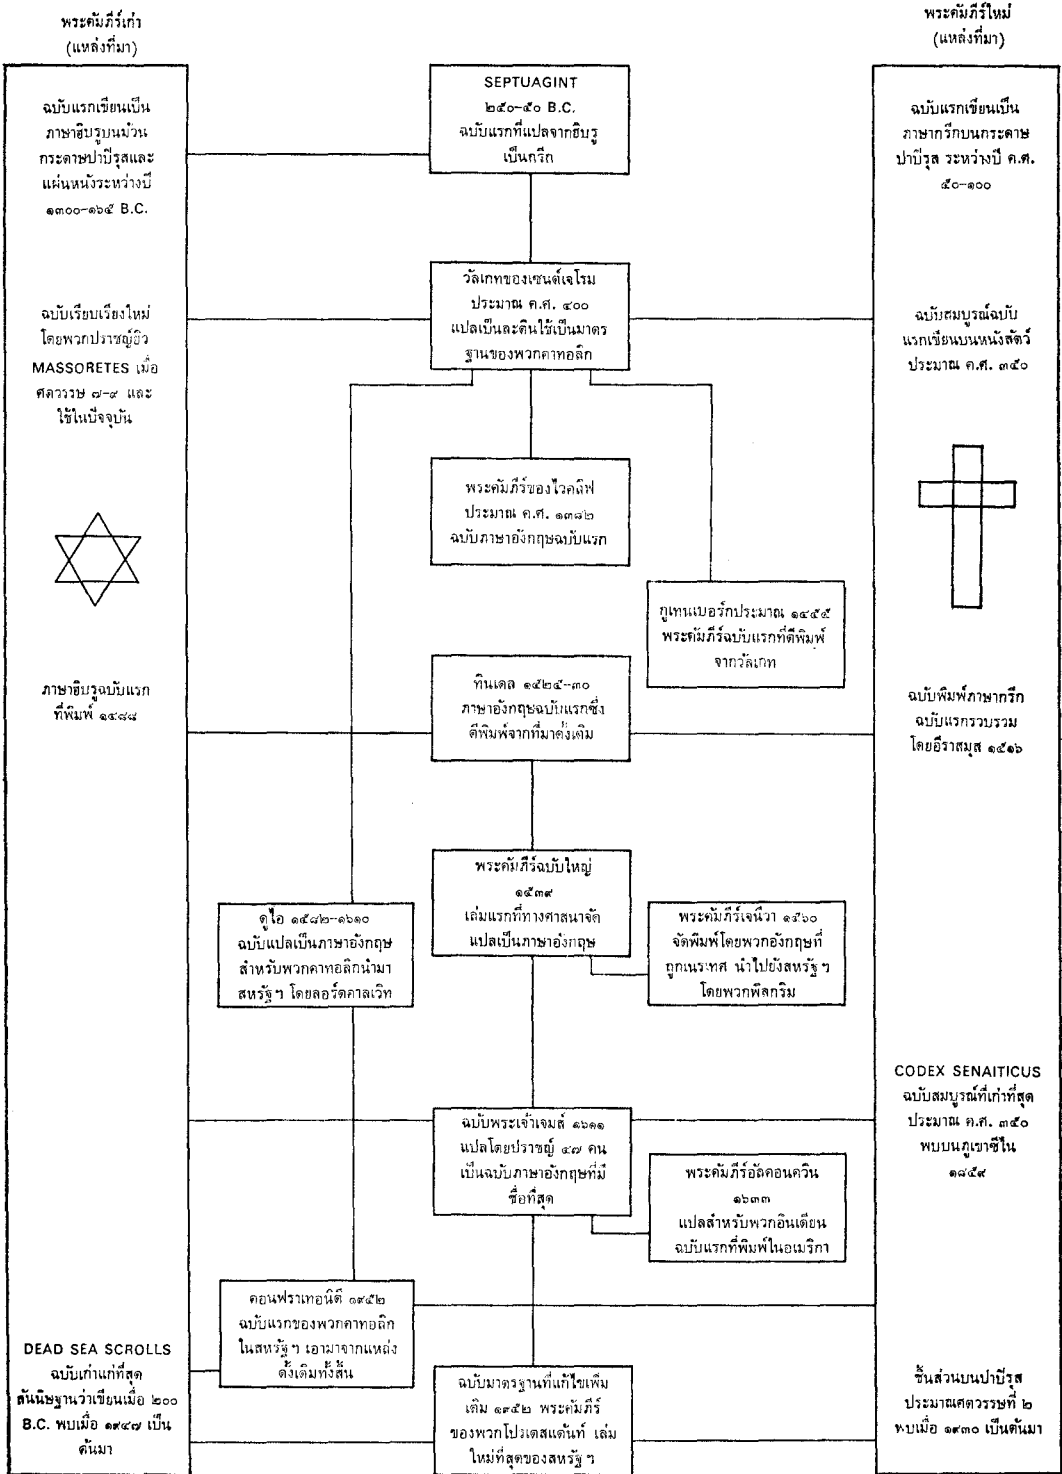 พระคัมภีร์เก่า
(แหล่งที่มา)
ฉบับแรกเขียนเป็น
ภาษาฮิบรูบนม้วน
กระดาษปาปิรุสและ
แผ่นหนังระหว่างปี
๑๓๐๐-๑๖๕ B.C.
ฉบับเรียบเรียงใหม่
โดยพวกปราชญ์ยิว
MASSORETES เมื่อ
ศตวรรษ ๗-๙ และ
ใช้ในปัจจุบัน
ภาษาฮิบรูฉบับแรก
ที่พิมพ์ ๑๔๘๘
DEAD SEA SCROLLS
ฉบับเก่าแก่ที่สุด
สันนิษฐานว่าเขียนเมื่อ ๒๐๐
B.C. พบเมื่อ ๑๙๔๗ เป็น
ต้นมา
SEPTUAGINT
๒๕๐-๕๐ B.C.
ฉบับแรกที่แปลจากฮิบรู
เป็นกรีก
วัลเกทของเซนต์เจโรม
ประมาณ ค.ศ. ๔๐๐
แปลเป็นละตินใช้เป็นมาตร
ฐานของพวกคาทอลิก
พระคัมภีร์ของไวคลิฟ
ประมาณ ค.ศ. ๑๓๘๒
ฉบับภาษาอังกฤษฉบับแรก
กูเทนเบอร์กประมาณ ๑๔๕๕
พระคัมภีร์ฉบับแรกที่ตีพิมพ์
จากวัลเกท
ทินเดล ๑๕๒๕-๓๐
ภาษาอังกฤษฉบับแรกซึ่ง
ตีพิมพ์จากที่มาดั้งเดิม
พระคัมภีร์ฉบับใหญ่
๑๕๓๙
เล่มแรกที่ทางศาสนาจัด
แปลเป็นภาษาอังกฤษ
ดูไอ ๑๕๘๒-๑๖๑๐
ฉบับแปลเป็นภาษาอังกฤษ
สำหรับพวกคาทอลิกนำมา
สหรัฐฯ โดยลอร์ดคาลเวิท
พระคัมภีร์เจนีวา ๑๕๖๐
จัดพิมพ์โดยพวกอังกฤษที่
ถูกเนรเทศ นำไปยังสหรัฐฯ
โดยพวกพิลกริม
ฉบับพระเจ้าเจมส์ ๑๖๑๑
แปลโดยปราชญ์ ๔๗ คน
เป็นฉบับภาษาอังกฤษที่มี
ชื่อที่สุด
พระคัมภีร์อัลคอนควิน
๑๖๓๓
แปลสำหรับพวกอินเดียน
ฉบับแรกที่พิมพ์ในอเมริกา
คอนฟราเทอนิตี ๑๙๕๒
ฉบับแรกของพวกคาทอลิก
ในสหรัฐฯ เอามาจากแหล่ง
ดั้งเดิมทั้งสิ้น
ฉบับมาตรฐานที่แก้ไขเพิ่ม
เติม ๑๙๕๒ พระคัมภีร์
ของพวกโปรเตสแตนท์ เล่ม
ใหม่ที่สุดของสหรัฐฯ
พระคัมภีร์ใหม่
(แหล่งที่มา)
ฉบับแรกเขียนเป็น
ภาษากรีกบนกระดาษ
ปาปิรุส ระหว่างปี ค.ศ.
๕๐-๑๐๐
ฉบับสมบูรณ์ฉบับ
แรกเขียนบนหนังสัตว์
ประมาณ ค.ศ. ๓๕๐
ฉบับพิมพ์ภาษากรีก
ฉบับแรกรวบรวม
โดยอีราสมุส ๑๕๑๖
CODEX SENAITICUS
ฉบับสมบูรณ์ที่เก่าที่สุด
ประมาณ ค.ศ. ๓๕๐
พบบนภูเขาซีใน
๑๘๕๙
ชิ้นส่วนบนปาปิรุส
ประมาณศตวรรษที่ ๒
พบเมื่อ ๑๙๓๐ เป็นต้นมา